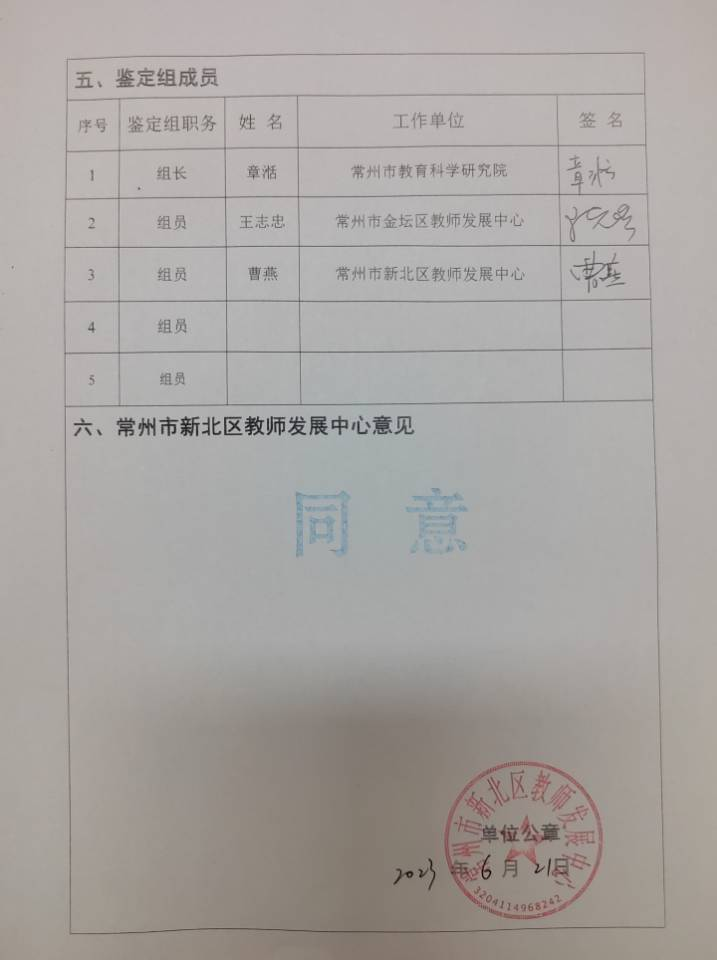 五、鉴定组成员
序号 鉴定组职务 姓 名 工作单位 签 名
1 组长 章湉 常州市教育科学研究院 章湉
2 组员 王志忠 常州市金坛区教师发展中心
3 组员 曹燕 常州市新北区教师发展中心 曹燕
4 组员
5 组员
六、常州市新北区教师发展中心意见
同 意
常州市新北区教师发展中心
单位公章
2023 年 6 月 21 日
3204114968242